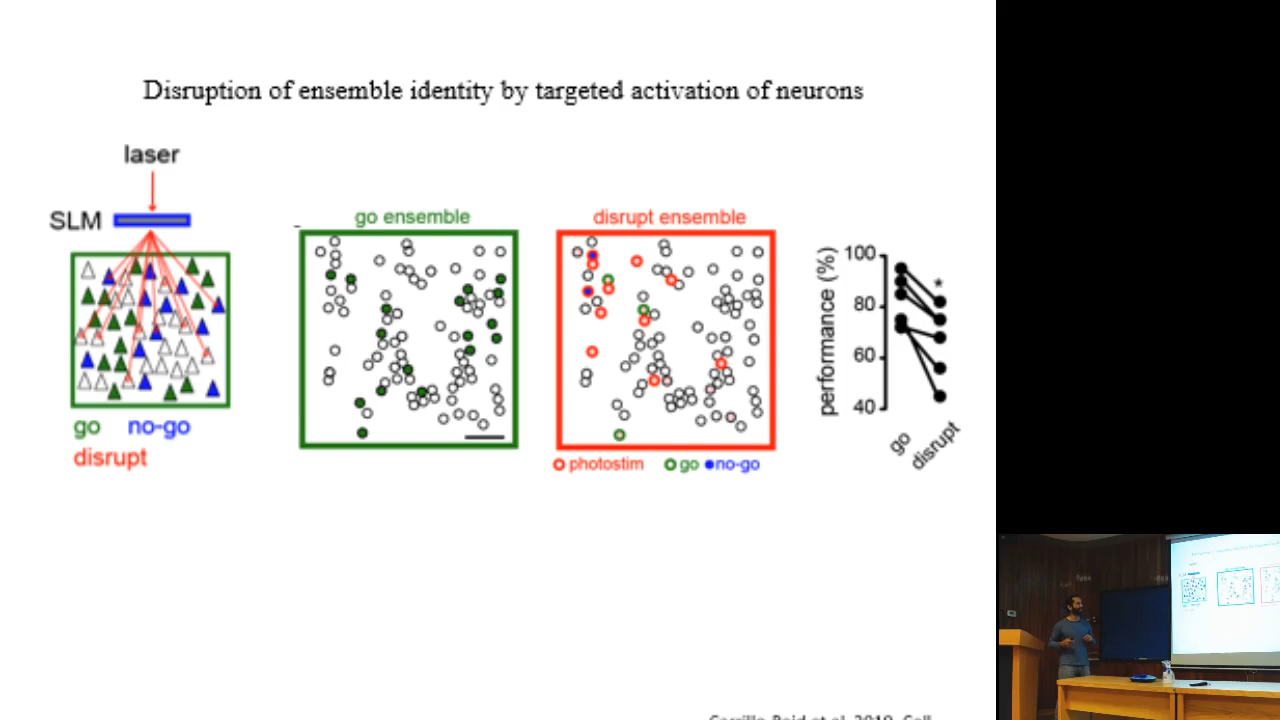 Disruption of ensemble identity by targeted activation of neurons
laser
SLM
go no-go
disrupt
go ensemble
disrupt ensemble
photostim go no-go
performance (%)
100
80
60
40
*
go
disrupt